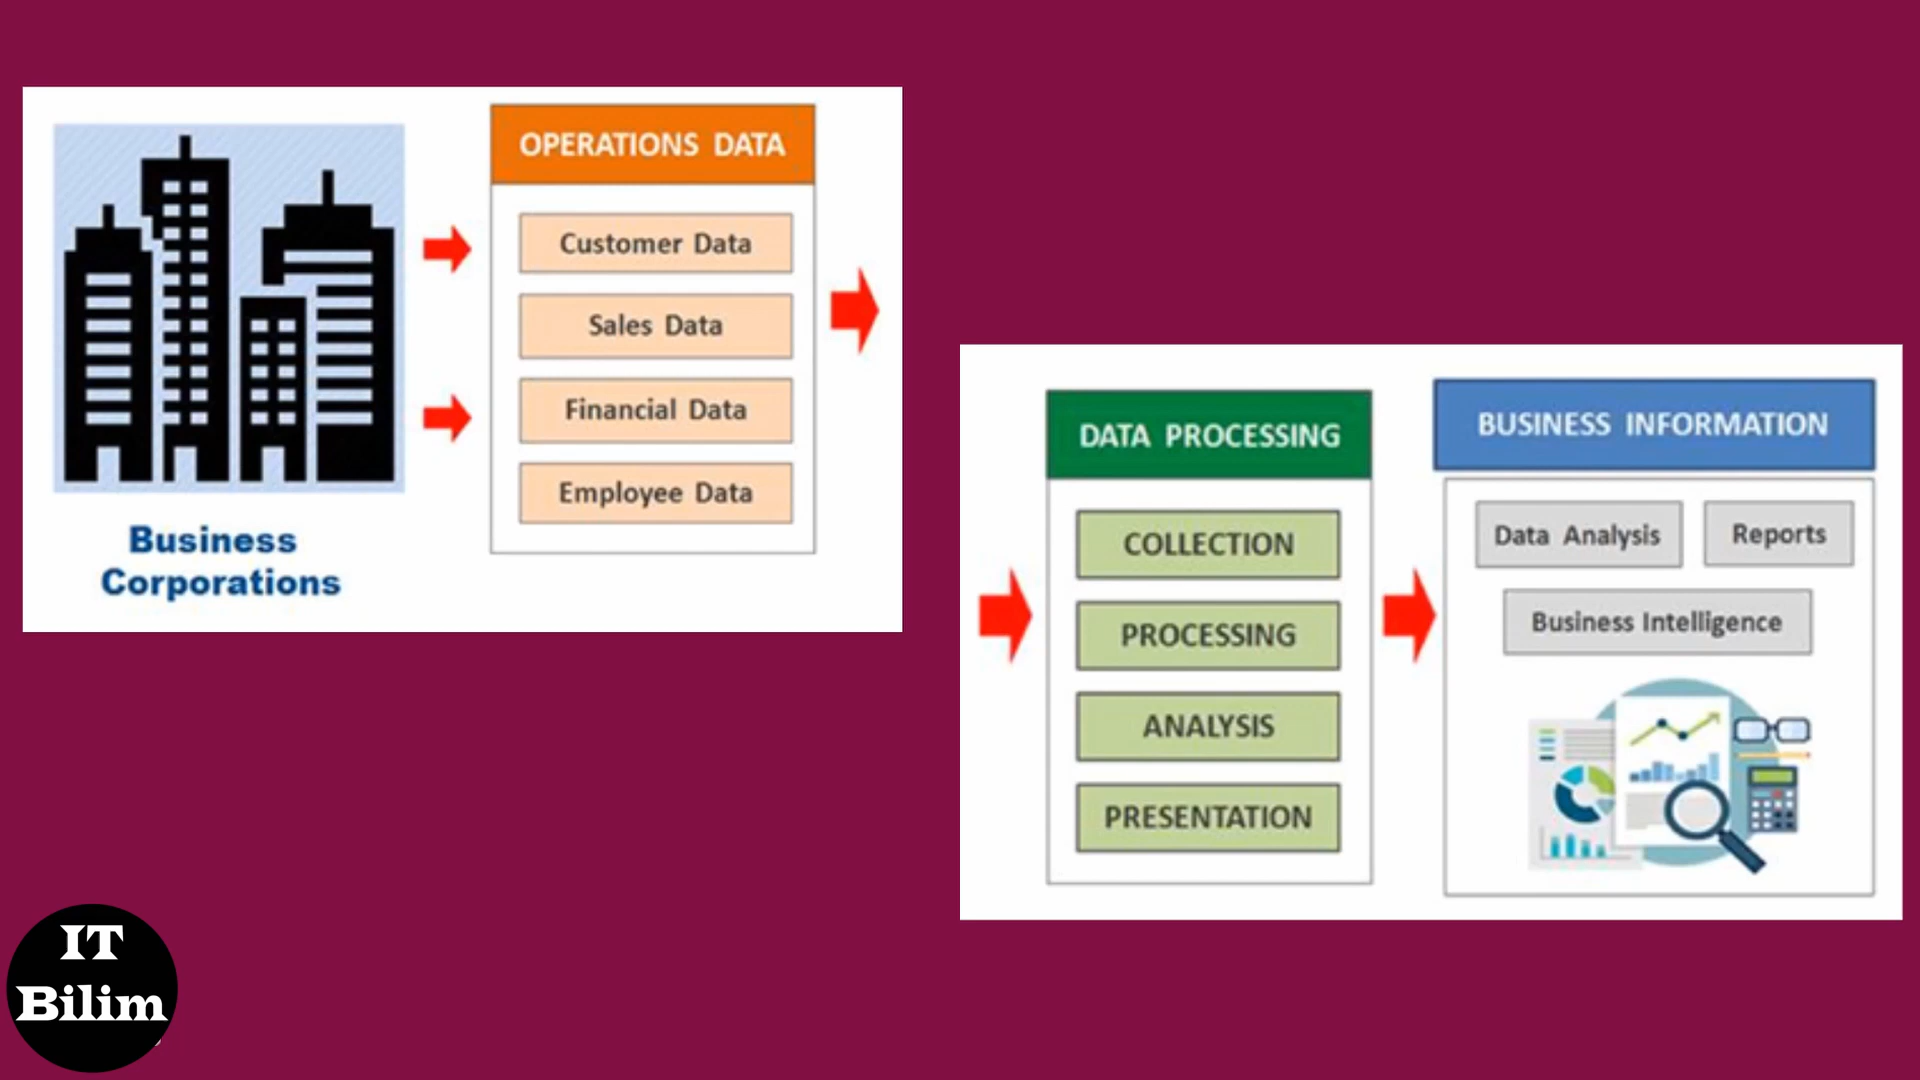 OPERATIONS DATA
Customer Data
Sales Data
Financial Data
Employee Data
Business
Corporations
DATA PROCESSING
COLLECTION
PROCESSING
ANALYSIS
PRESENTATION
BUSINESS INFORMATION
Data Analysis
Reports
Business Intelligence
IT
Bilim